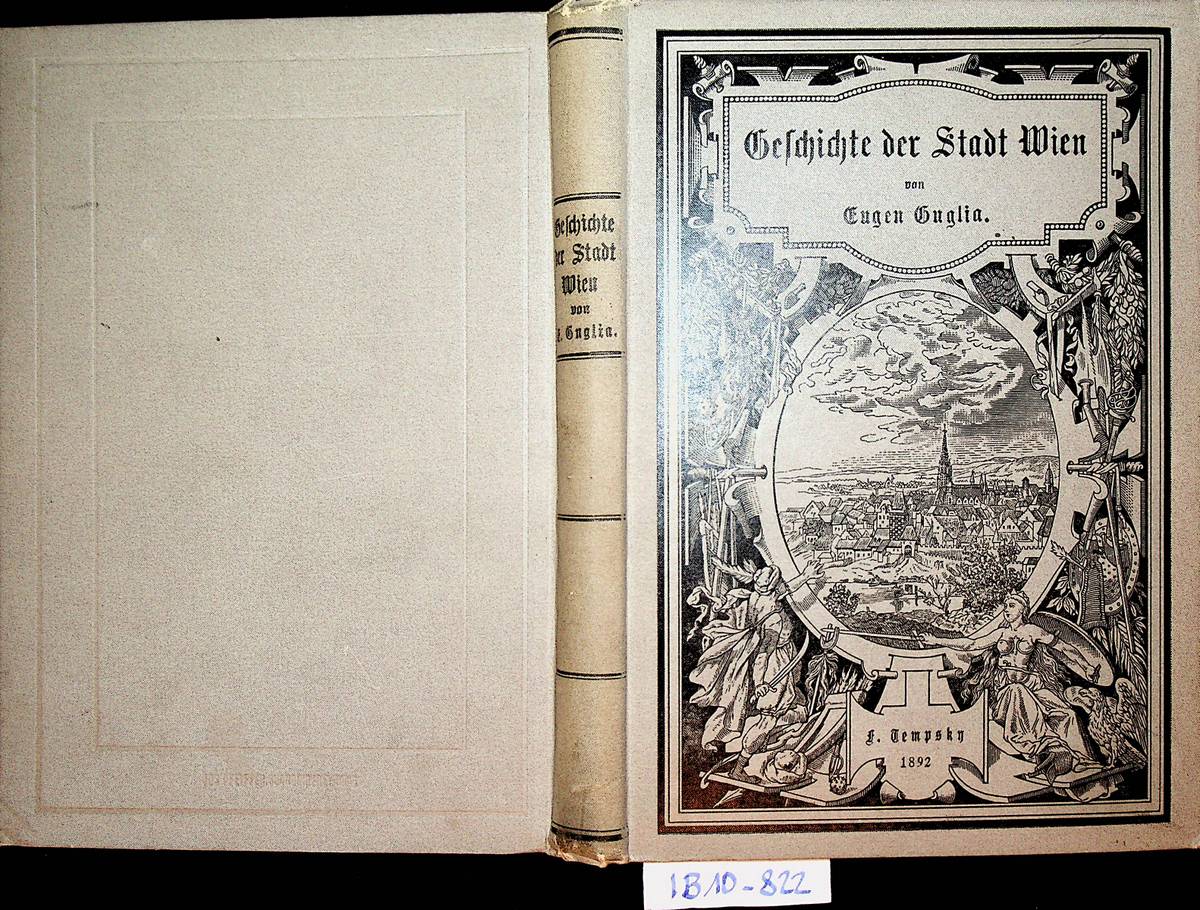 Geschichte
der Stadt
Wien
von
E. Guglia.
Geschichte der Stadt Wien
von
Eugen Guglia.
F. Tempsky
1892
1B10-822